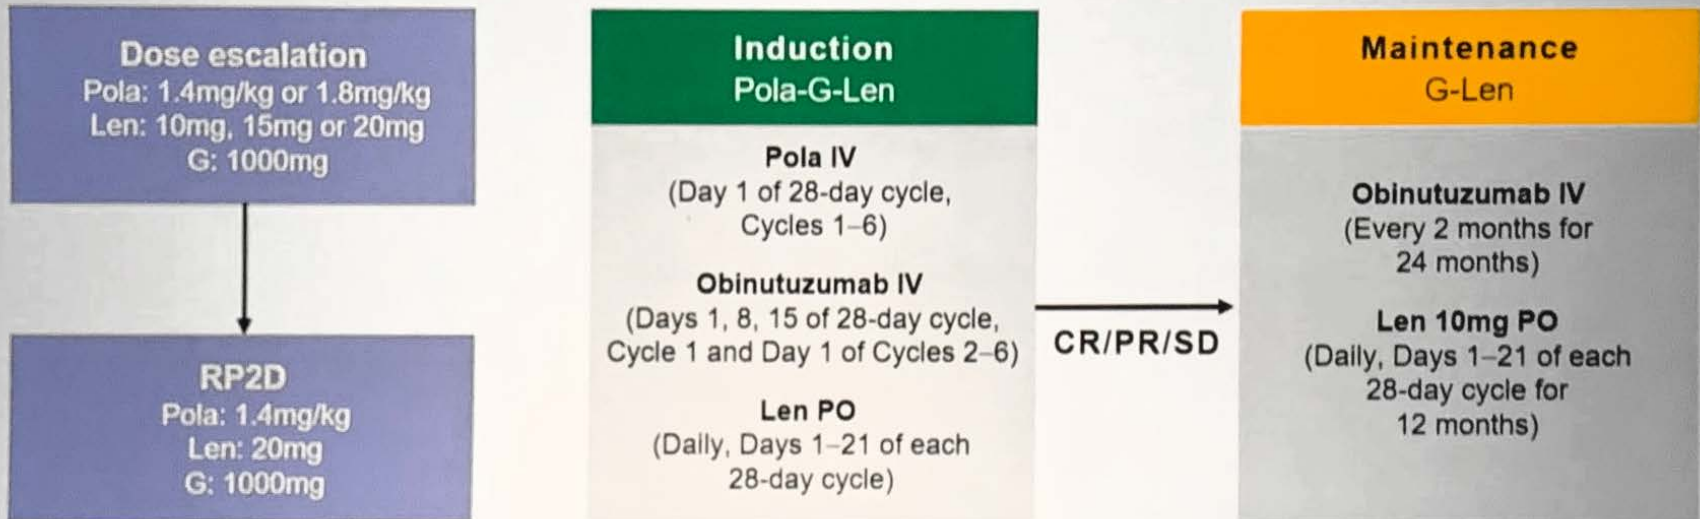 Dose escalation
Pola: 1.4mg/kg or 1.8mg/kg
Len: 10mg, 15mg or 20mg
G: 1000mg
RP2D
Pola: 1.4mg/kg
Len: 20mg
G: 1000mg
Induction
Pola-G-Len
Pola IV
(Day 1 of 28-day cycle,
Cycles 1–6)
Obinutuzumab IV
(Days 1, 8, 15 of 28-day cycle,
Cycle 1 and Day 1 of Cycles 2–6)
Len PO
(Daily, Days 1–21 of each
28-day cycle)
CR/PR/SD
Maintenance
G-Len
Obinutuzumab IV
(Every 2 months for
24 months)
Len 10mg PO
(Daily, Days 1–21 of each
28-day cycle for
12 months)